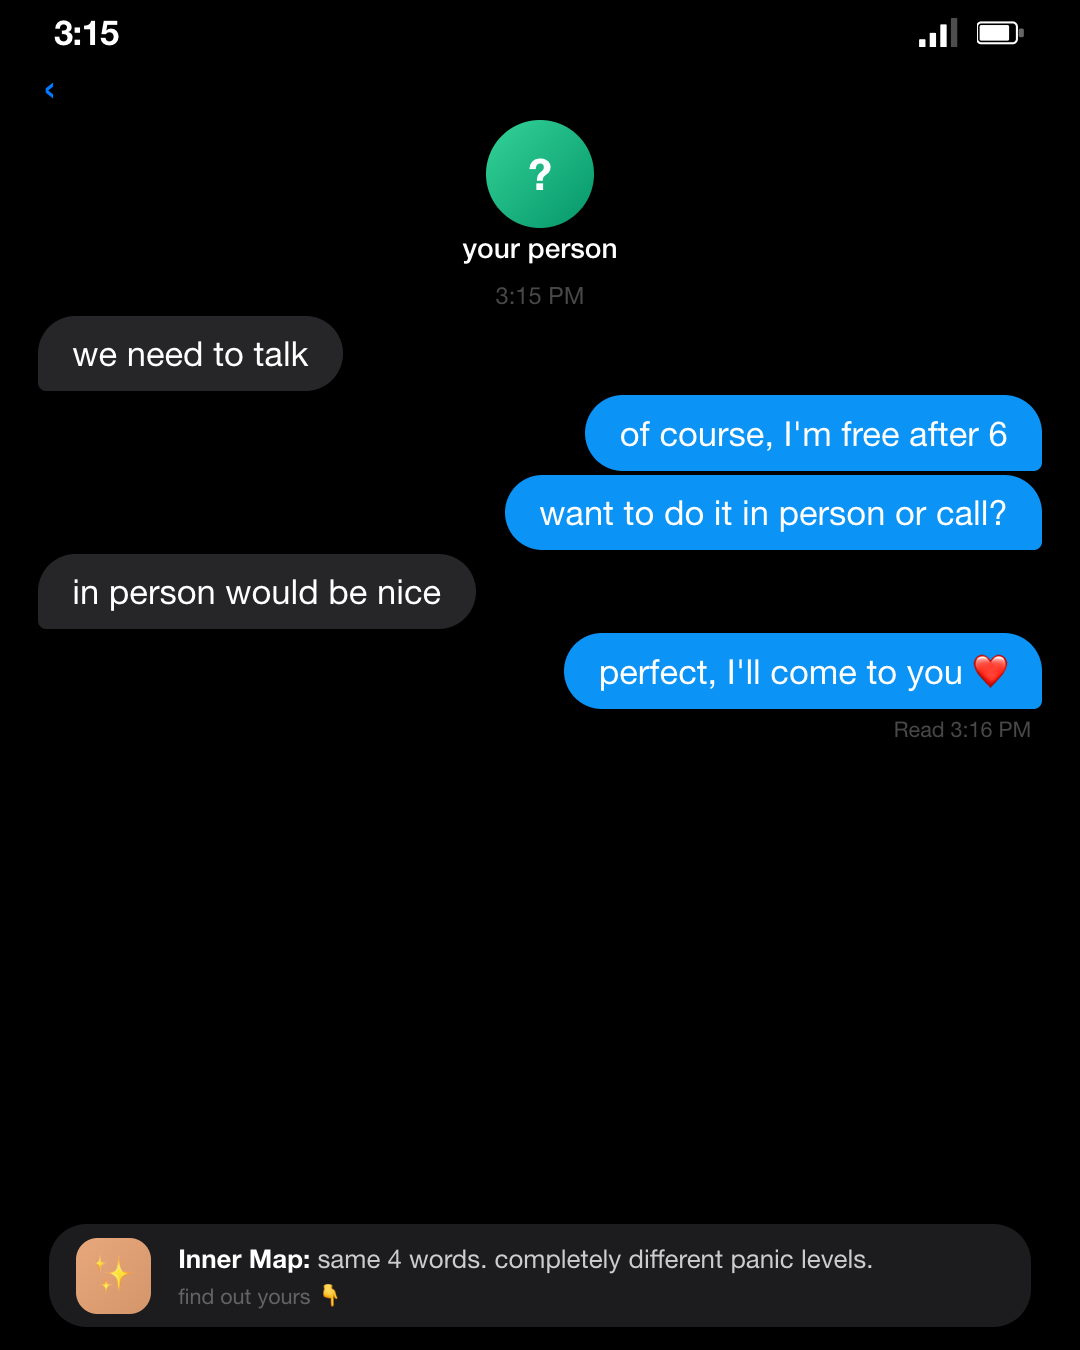 3:15
?
your person
3:15 PM
we need to talk
of course, I'm free after 6
want to do it in person or call?
in person would be nice
perfect, I'll come to you ❤️
Read 3:16 PM
Inner Map: same 4 words. completely different panic levels.
find out yours 👇